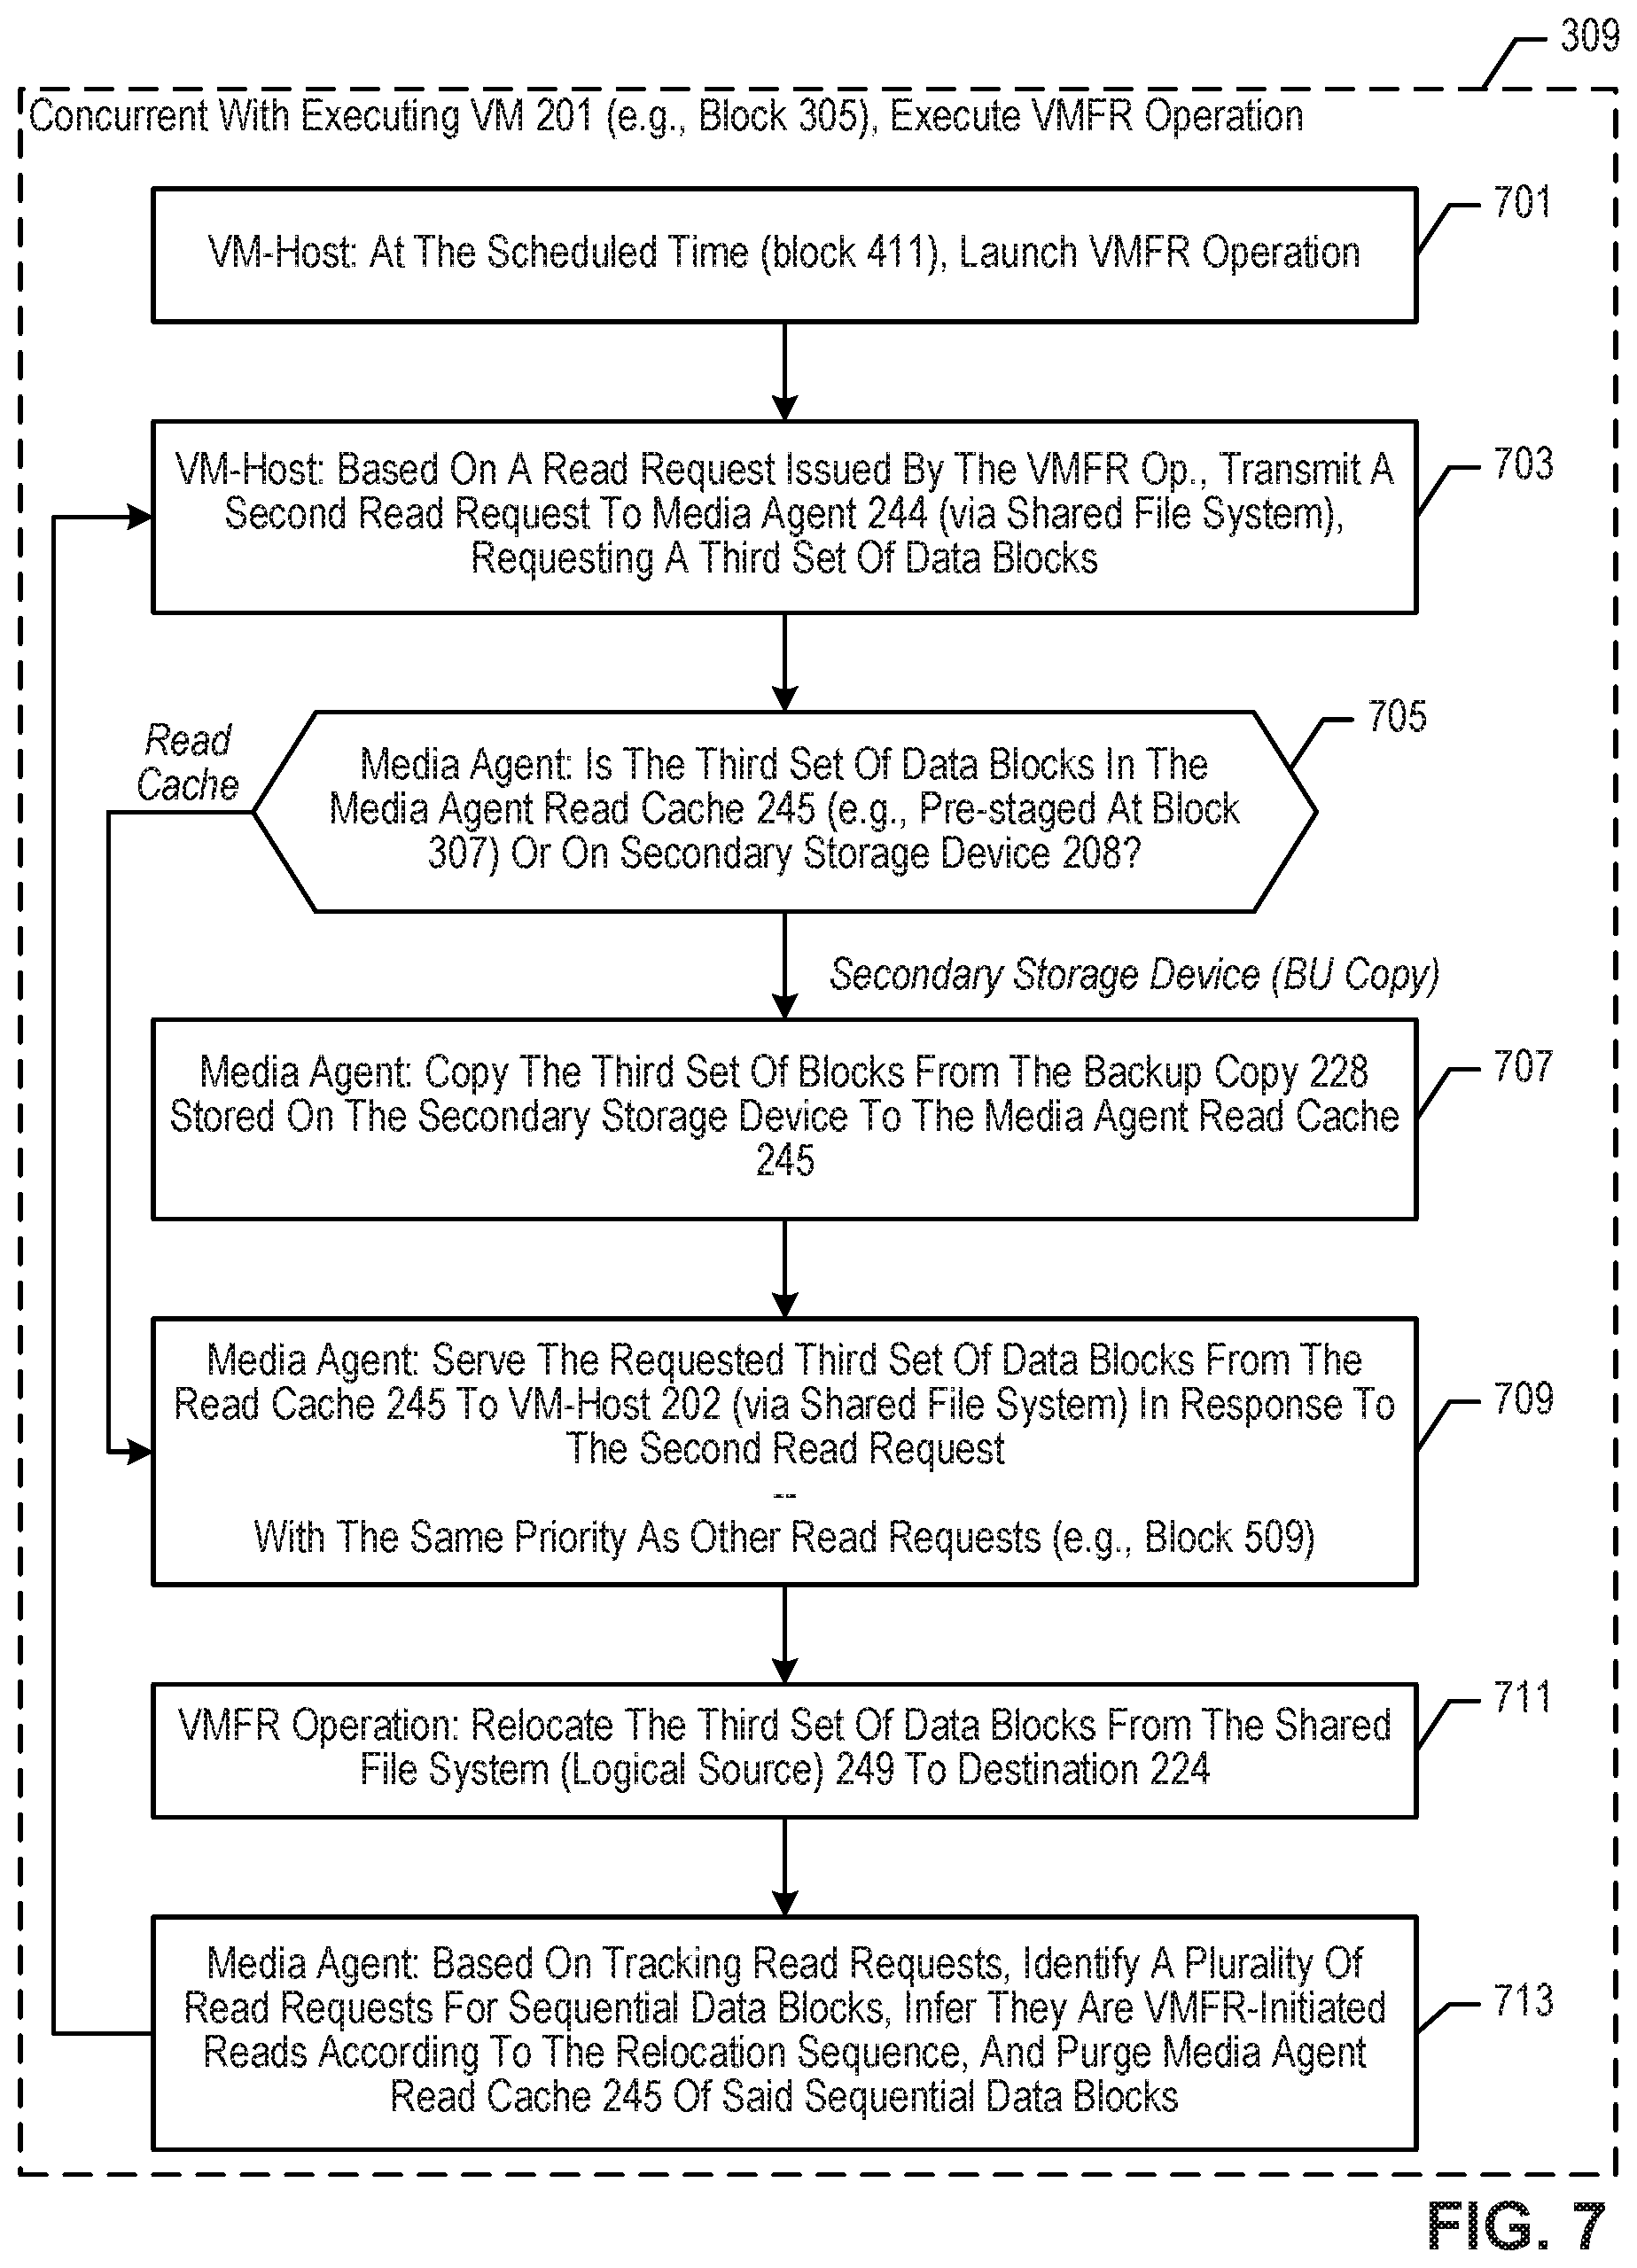 309
Concurrent With Executing VM 201 (e.g., Block 305), Execute VMFR Operation
701
VM-Host: At The Scheduled Time (block 411), Launch VMFR Operation
703
VM-Host: Based On A Read Request Issued By The VMFR Op., Transmit A
Second Read Request To Media Agent 244 (via Shared File System),
Requesting A Third Set Of Data Blocks
705
Read
Cache
Media Agent: Is The Third Set Of Data Blocks In The
Media Agent Read Cache 245 (e.g., Pre-staged At Block
307) Or On Secondary Storage Device 208?
Secondary Storage Device (BU Copy)
707
Media Agent: Copy The Third Set Of Blocks From The Backup Copy 228
Stored On The Secondary Storage Device To The Media Agent Read Cache
245
709
Media Agent: Serve The Requested Third Set Of Data Blocks From The
Read Cache 245 To VM-Host 202 (via Shared File System) In Response To
The Second Read Request
--
With The Same Priority As Other Read Requests (e.g., Block 509)
711
VMFR Operation: Relocate The Third Set Of Data Blocks From The Shared
File System (Logical Source) 249 To Destination 224
713
Media Agent: Based On Tracking Read Requests, Identify A Plurality Of
Read Requests For Sequential Data Blocks, Infer They Are VMFR-Initiated
Reads According To The Relocation Sequence, And Purge Media Agent
Read Cache 245 Of Said Sequential Data Blocks
FIG. 7